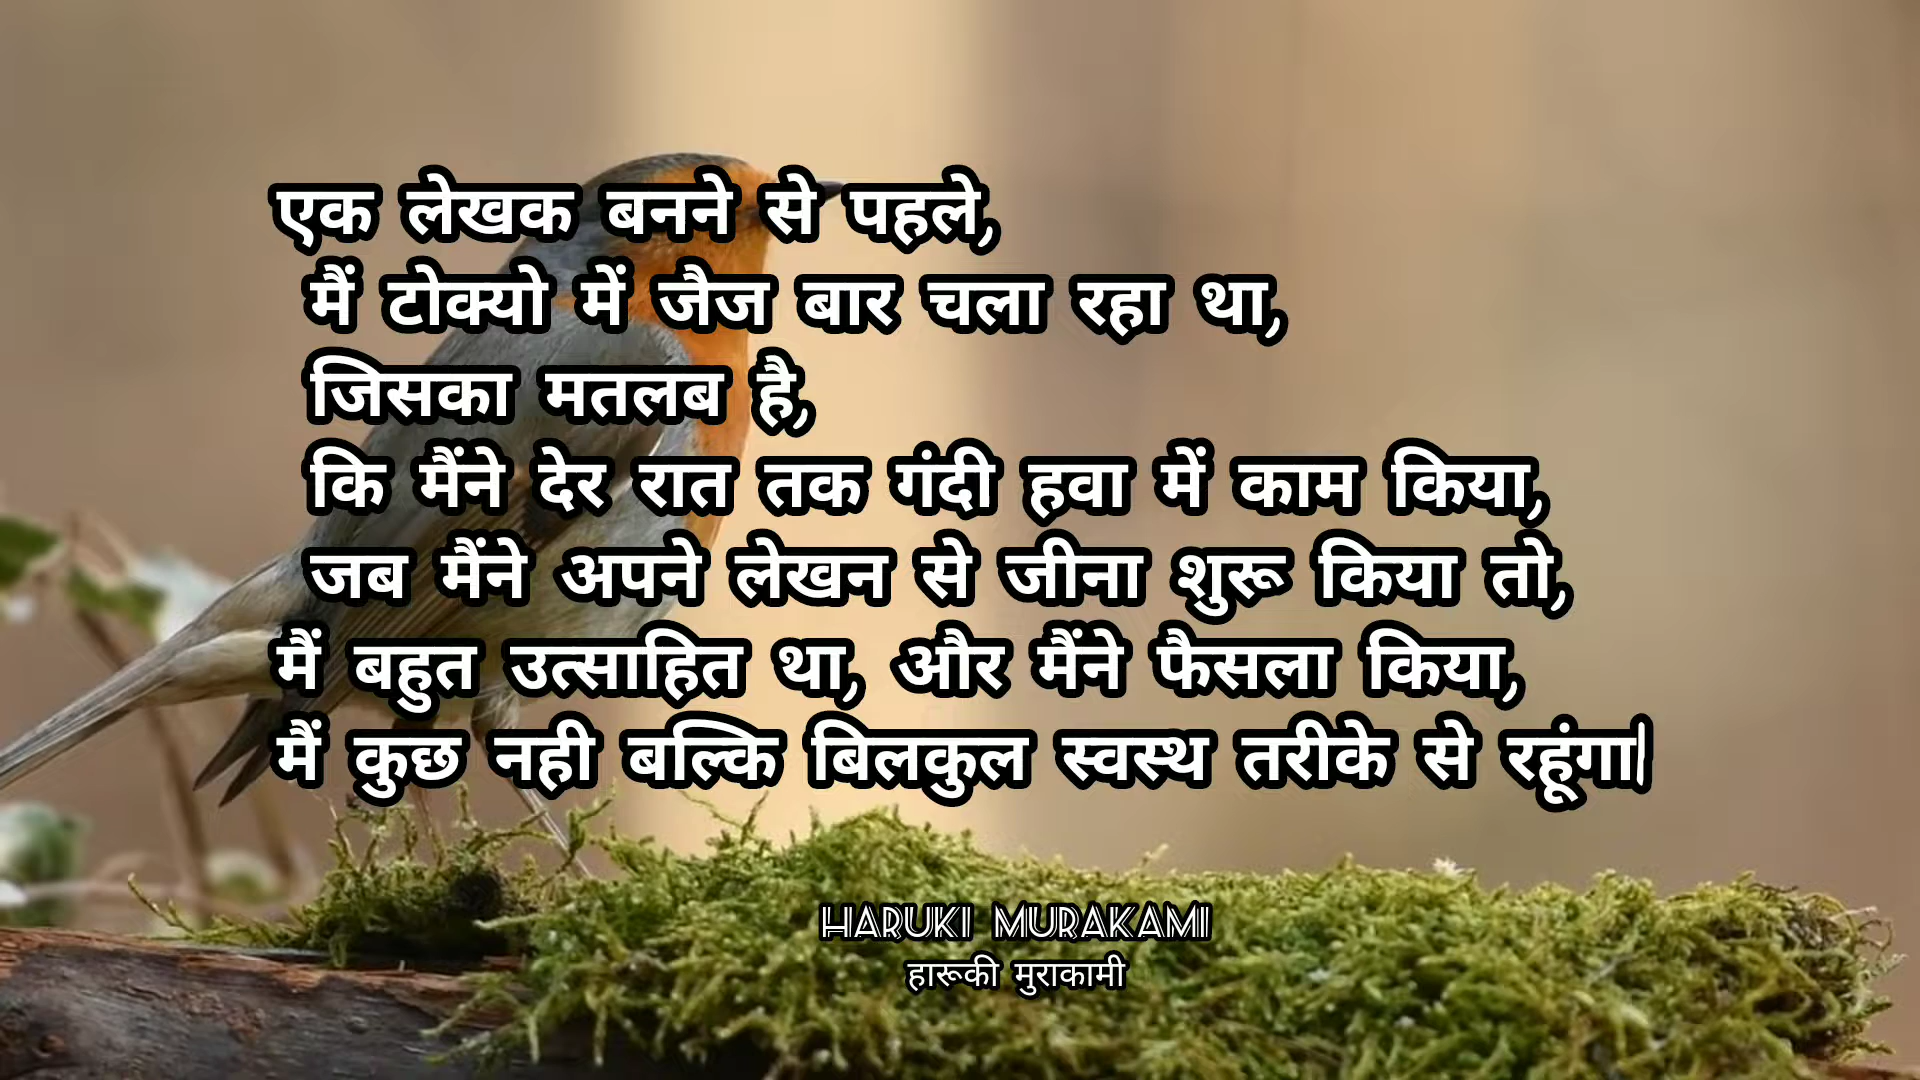 एक लेखक बनने से पहले,
मैं टोक्यो में जैज बार चला रहा था,
जिसका मतलब है,
कि मैंने देर रात तक गंदी हवा में काम किया,
जब मैंने अपने लेखन से जीना शुरू किया तो,
मैं बहुत उत्साहित था, और मैंने फैसला किया,
मैं कुछ नही बल्कि बिलकुल स्वस्थ तरीके से रहूंगा|
HARUKI MURAKAMI
हारूकी मुराकामी